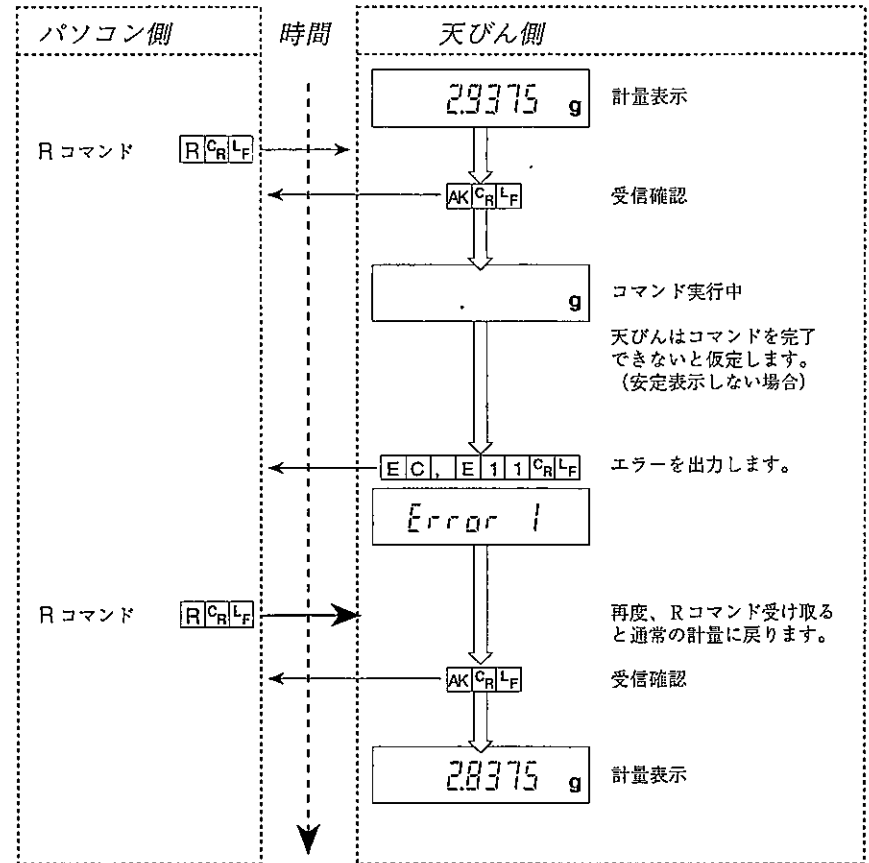 パソコン側 時間 天びん側
2.9375 g 計量表示
Rコマンド R CR LF
AK CR LF 受信確認
g コマンド実行中
天びんはコマンドを完了
できないと仮定します。
（安定表示しない場合）
EC, E11 CR LF エラーを出力します。
Error 1
Rコマンド R CR LF 再度、Rコマンド受け取る
と通常の計量に戻ります。
AK CR LF 受信確認
2.8375 g 計量表示